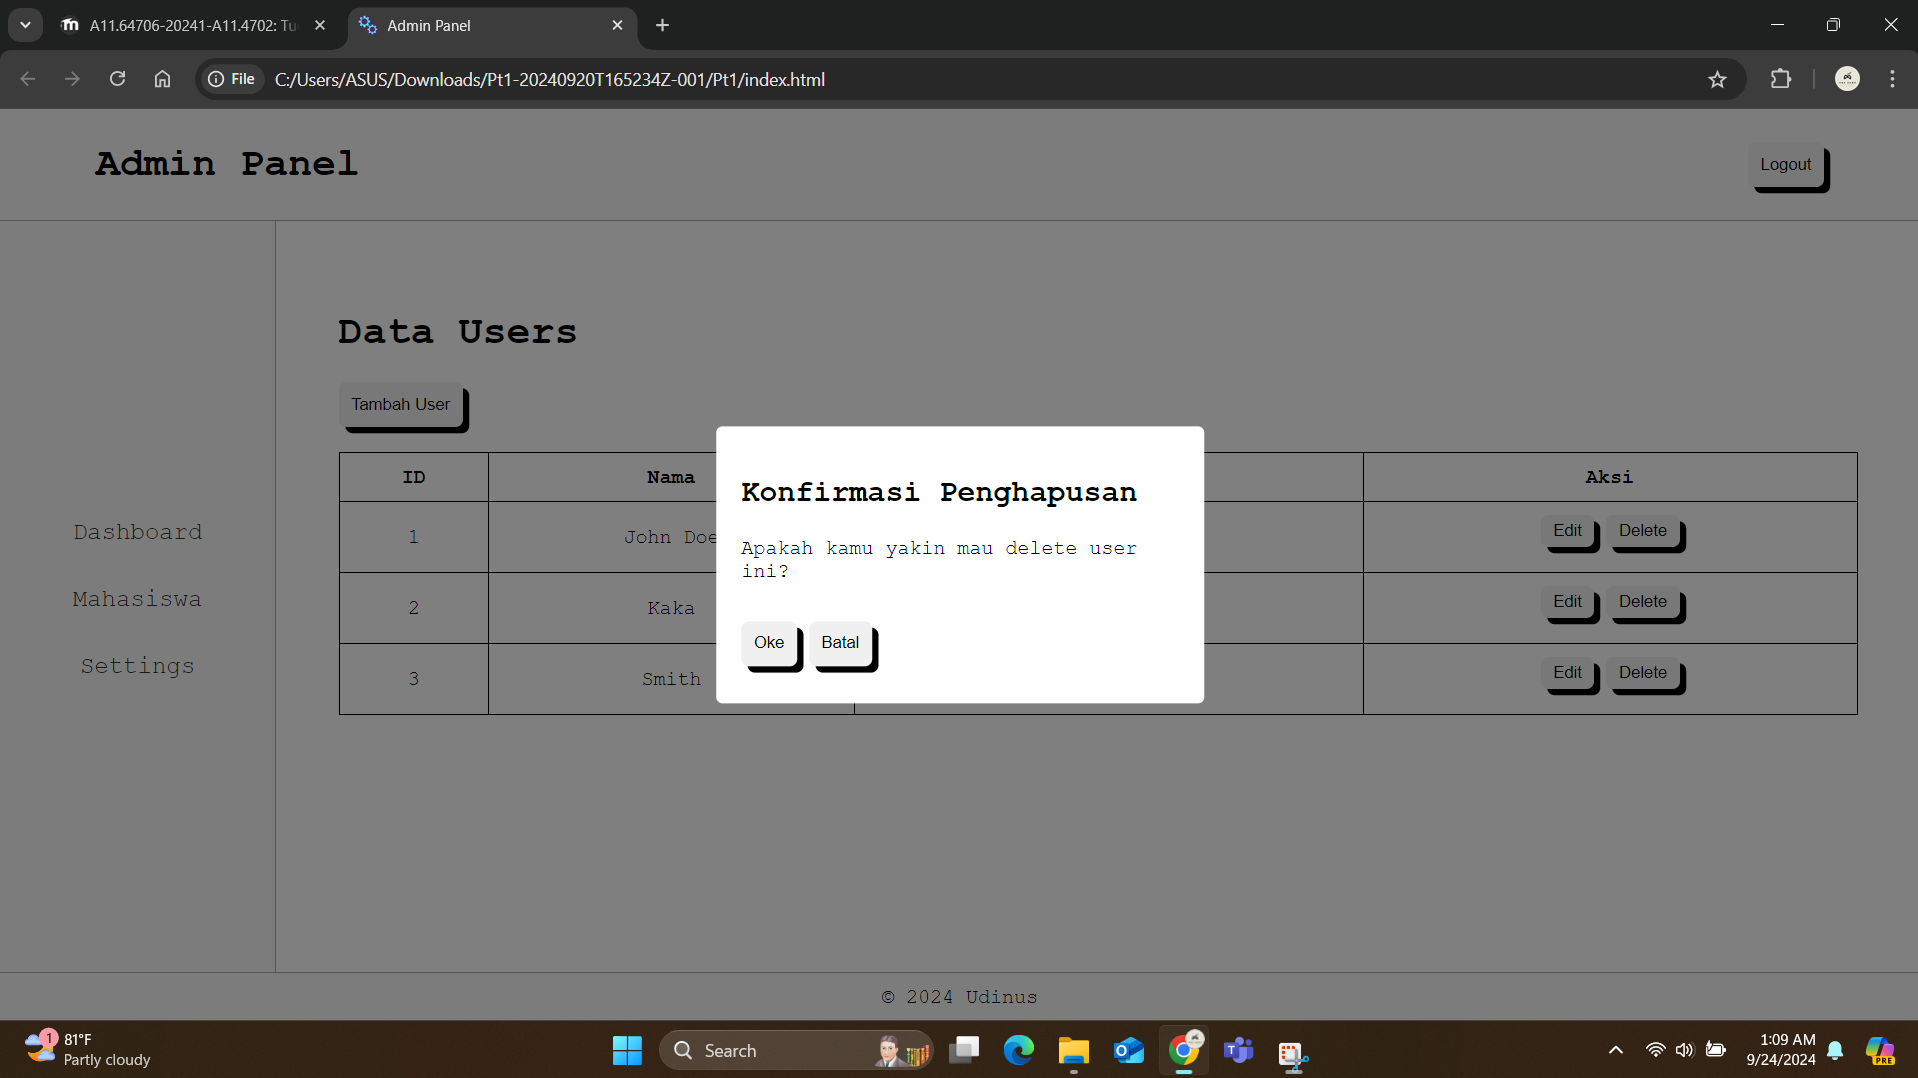 A11.64706-20241-A11.4702: Tu
Admin Panel
File
C:/Users/ASUS/Downloads/Pt1-20240920T165234Z-001/Pt1/index.html
Admin Panel
Logout
Data Users
Tambah User
ID
Nama
Aksi
1
John Doe
Edit
Delete
2
Kaka
Edit
Delete
3
Smith
Edit
Delete
Dashboard
Mahasiswa
Settings
Konfirmasi Penghapusan
Apakah kamu yakin mau delete user
ini?
Oke
Batal
© 2024 Udinus
1
81°F
Partly cloudy
Search
1:09 AM
9/24/2024
PRE